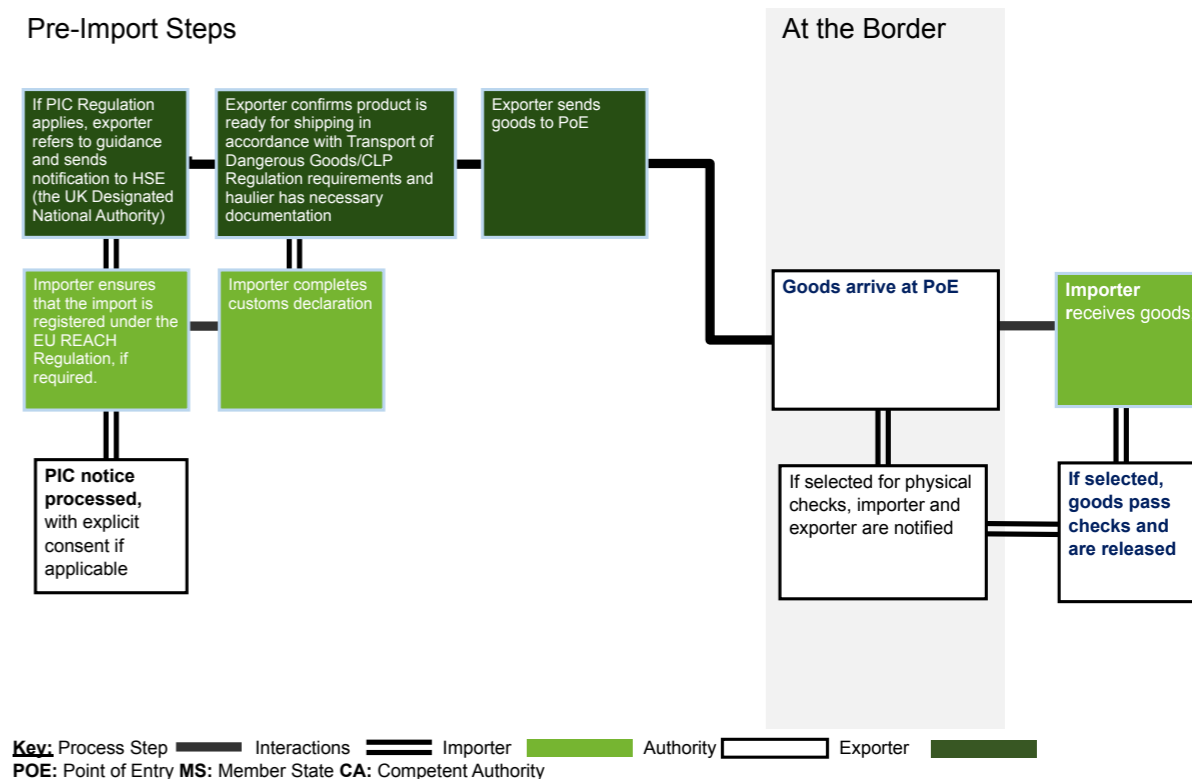 Pre-Import Steps
At the Border
If PIC Regulation
applies, exporter
refers to guidance
and sends
notification to HSE
(the UK Designated
National Authority)
Exporter confirms product is
ready for shipping in
accordance with Transport of
Dangerous Goods/CLP
Regulation requirements and
haulier has necessary
documentation
Exporter sends
goods to PoE
Importer ensures
that the import is
registered under the
EU REACH
Regulation, if
required.
Importer completes
customs declaration
Goods arrive at PoE
Importer
receives goods
PIC notice
processed,
with explicit
consent if
applicable
If selected for physical
checks, importer and
exporter are notified
If selected,
goods pass
checks and
are released
Key: Process Step Interactions Importer Authority Exporter
POE: Point of Entry MS: Member State CA: Competent Authority